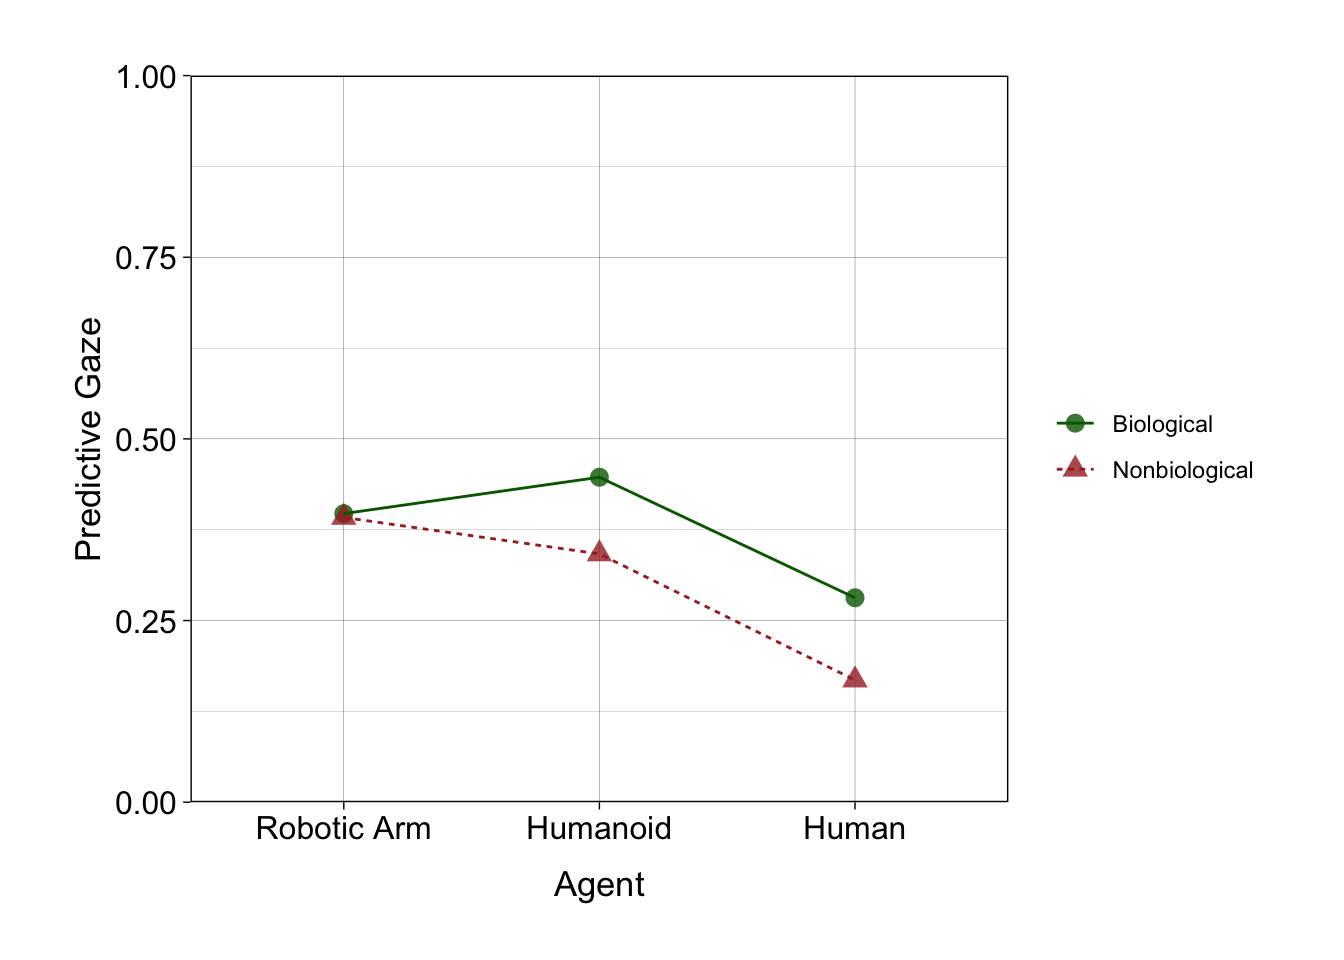 1.00
0.75
0.50
0.25
0.00
Predictive Gaze
Robotic Arm
Humanoid
Human
Agent
Biological
Nonbiological